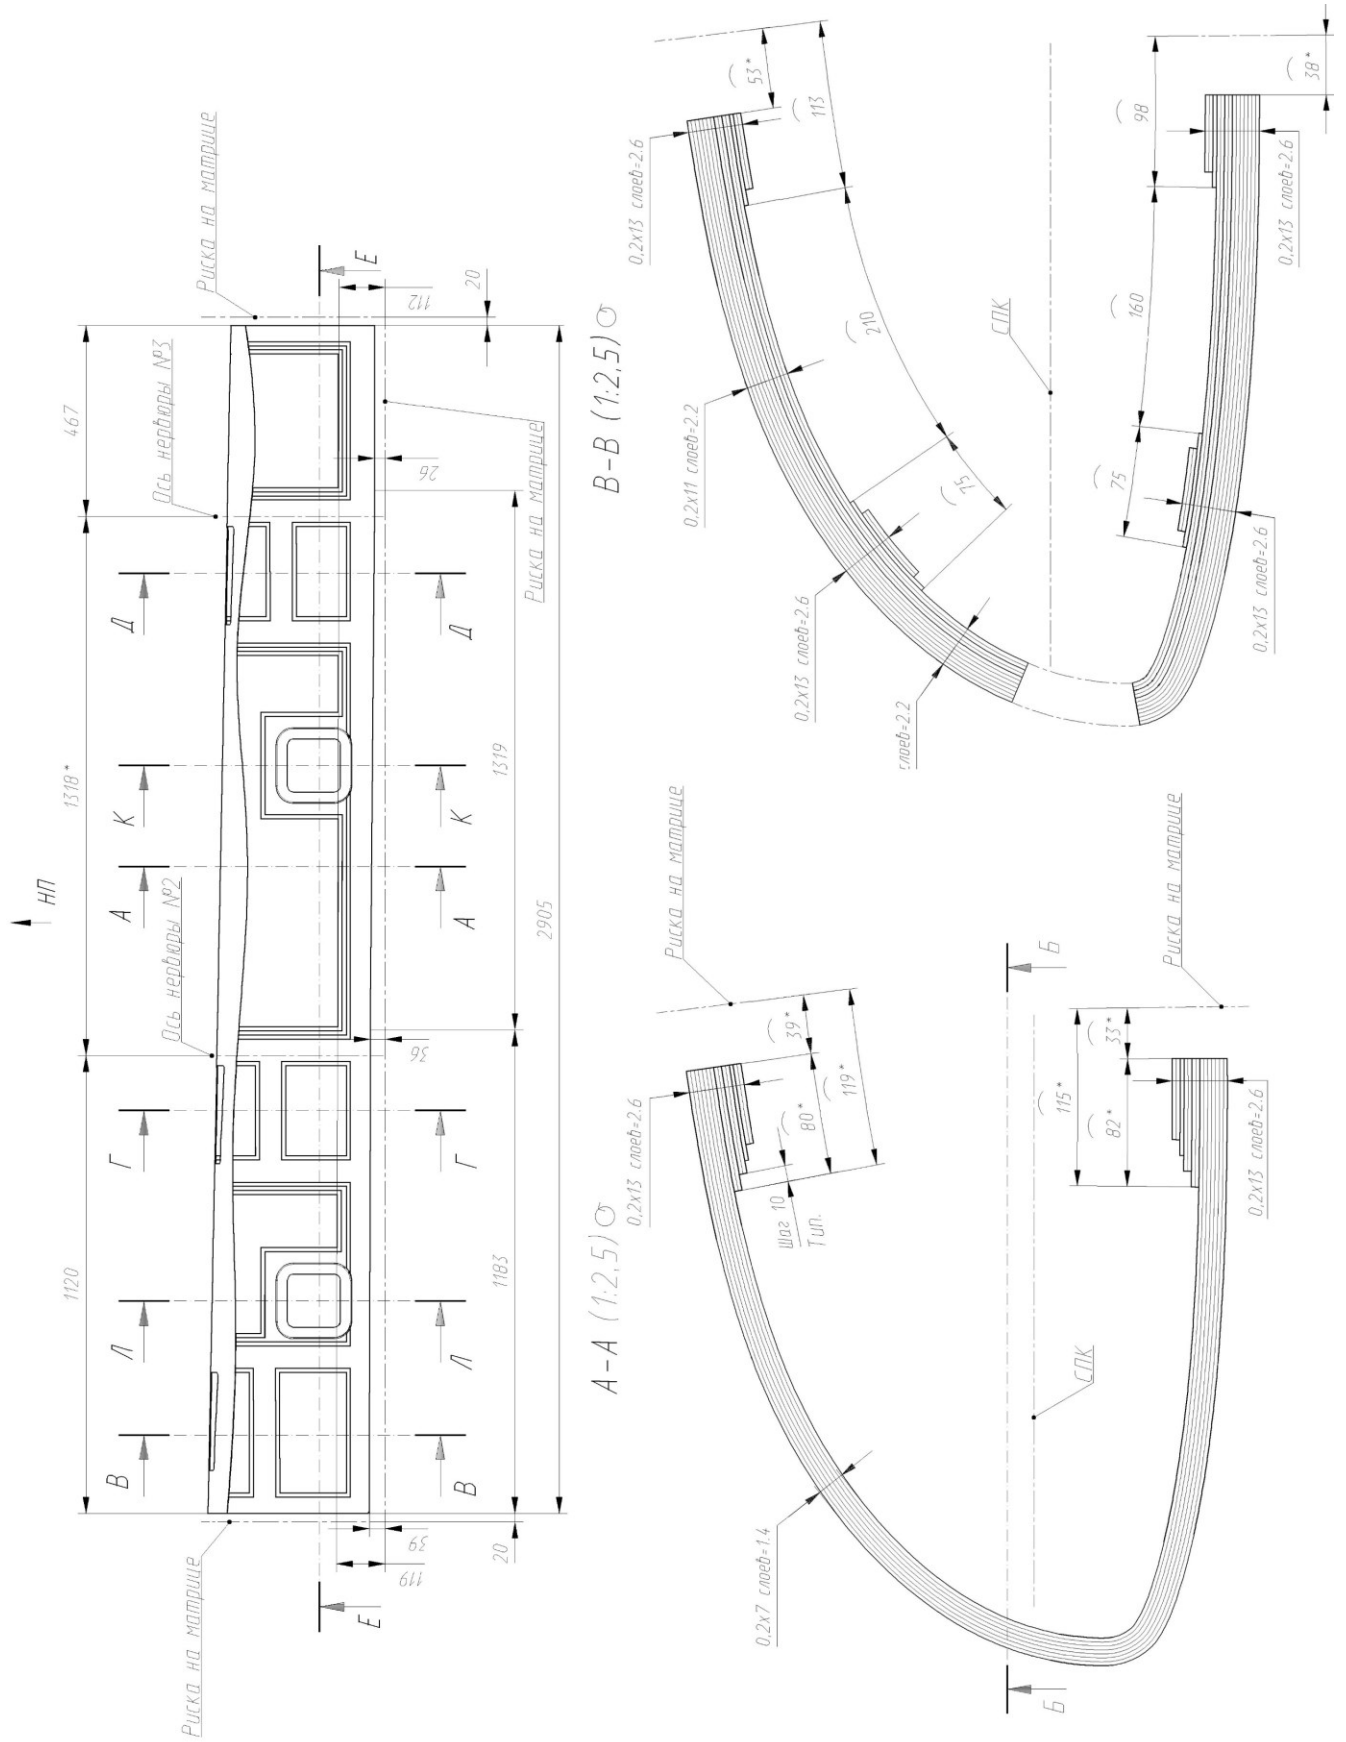 НП
Риска на матрице
1120
Ось нервюры №2
1318*
Ось нервюры №3
467
Риска на матрице
В
Л
Г
А
К
Д
Е
Е
В
Л
Г
А
К
Д
119
39
36
26
112
20
20
1183
1319
2905
Риска на матрице
А-А (1:2,5)
0,2х13 слоев=2.6
Шаг 10
Тип.
80*
39*
119*
Риска на матрице
0,2х7 слоев=1.4
Б
Б
СПК
115*
82*
33*
0,2х13 слоев=2.6
Риска на матрице
В-В (1:2,5)
слоев=2.2
0,2х13 слоев=2.6
0,2х11 слоев=2.2
0,2х13 слоев=2.6
75
210
113
53*
СПК
75
160
98
38*
0,2х13 слоев=2.6
0,2х13 слоев=2.6